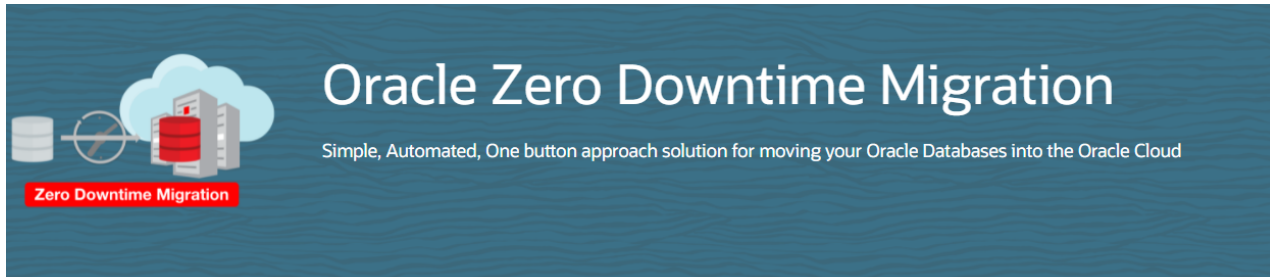 Oracle Zero Downtime Migration
Simple, Automated, One button approach solution for moving your Oracle Databases into the Oracle Cloud
Zero Downtime Migration